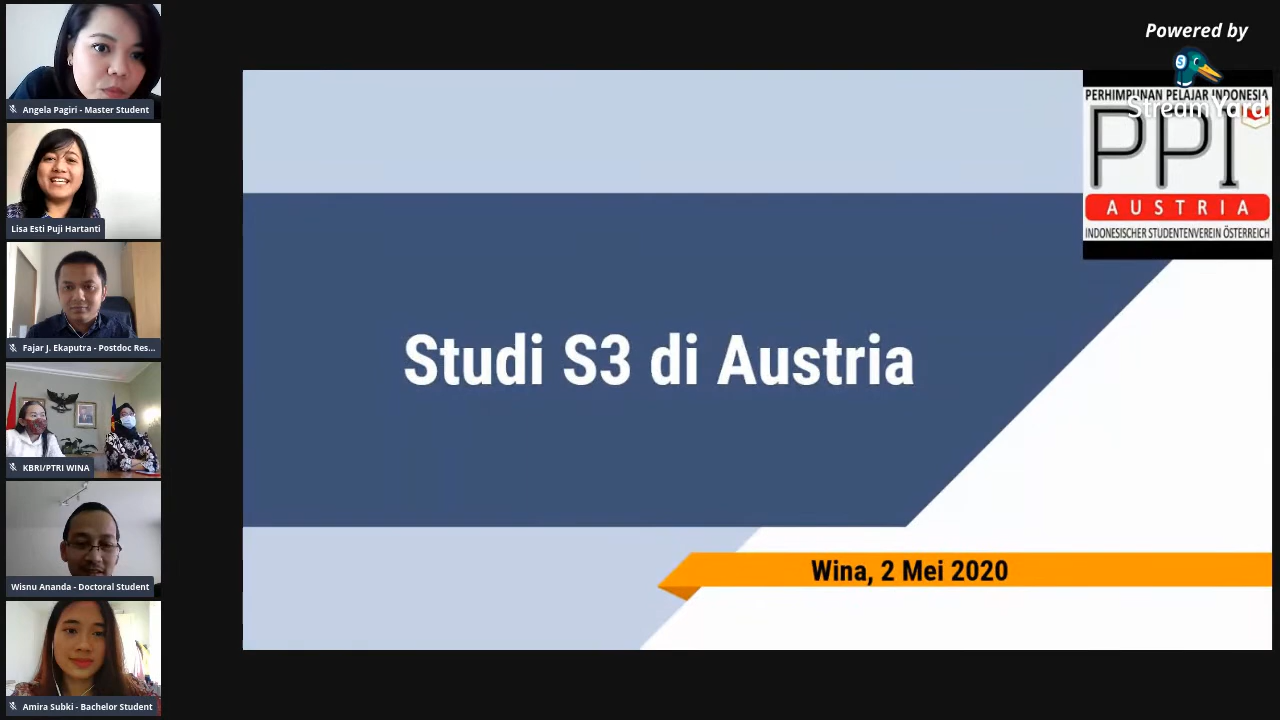 Angela Pagiri - Master Student
Lisa Esti Puji Hartanti
Fajar J. Ekaputra - Postdoc Res...
KBRI/PTRI WINA
Wisnu Ananda - Doctoral Student
Amira Subki - Bachelor Student
Powered by
StreamYard
PERHIMPUNAN PELAJAR INDONESIA
PPI
AUSTRIA
INDONESISCHER STUDENTENVEREIN ÖSTERREICH
Studi S3 di Austria
Wina, 2 Mei 2020